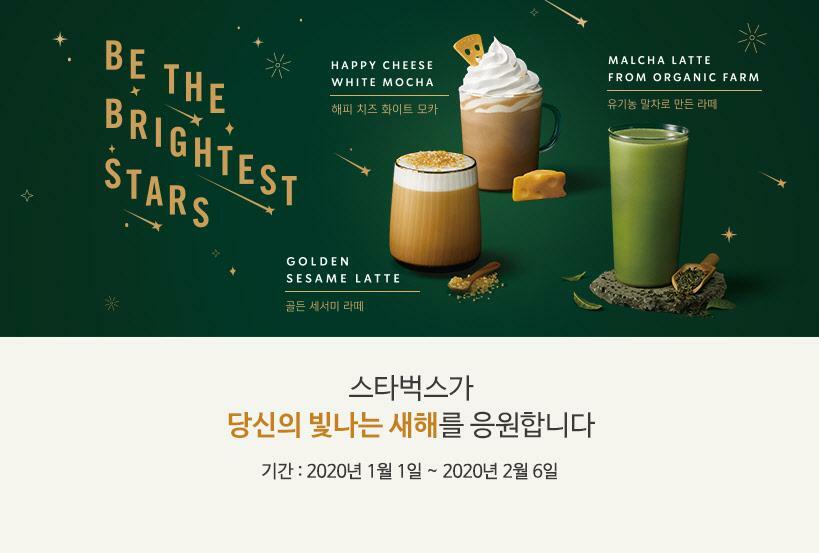 BE THE
BRIGHTEST
STARS
HAPPY CHEESE
WHITE MOCHA
해피 치즈 화이트 모카
MALCHA LATTE
FROM ORGANIC FARM
유기농 말차로 만든 라떼
GOLDEN
SESAME LATTE
골든 세서미 라떼
스타벅스가
당신의 빛나는 새해를 응원합니다
기간 : 2020년 1월 1일 ~ 2020년 2월 6일